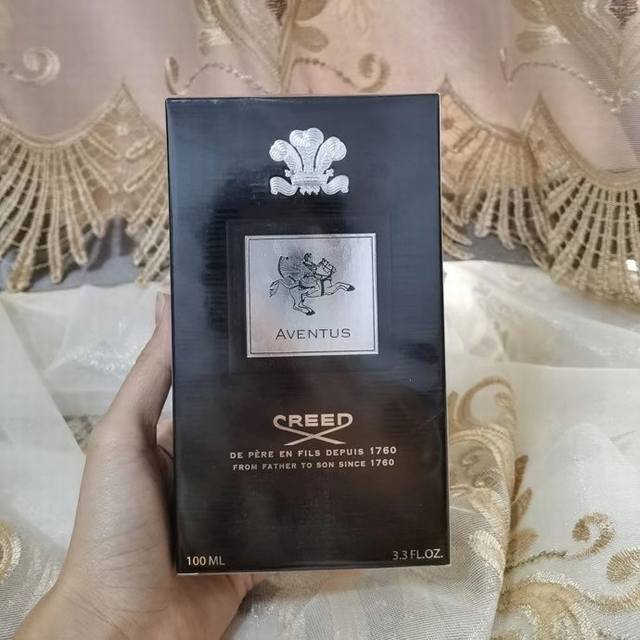 AVENTUS
CREED
DE PÈRE EN FILS DEPUIS 1760
FROM FATHER TO SON SINCE 1760
100 ML 3.3 FL.OZ.